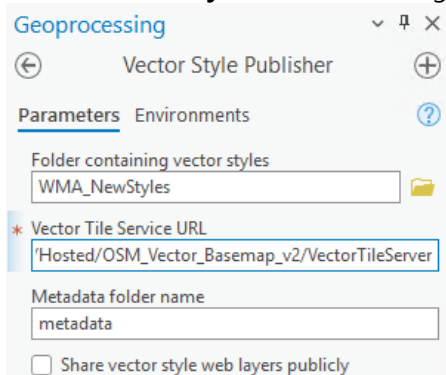 Geoprocessing
Vector Style Publisher
Parameters Environments
?
Folder containing vector styles
WMA_NewStyles
* Vector Tile Service URL
/Hosted/OSM_Vector_Basemap_v2/VectorTileServer
Metadata folder name
metadata
Share vector style web layers publicly